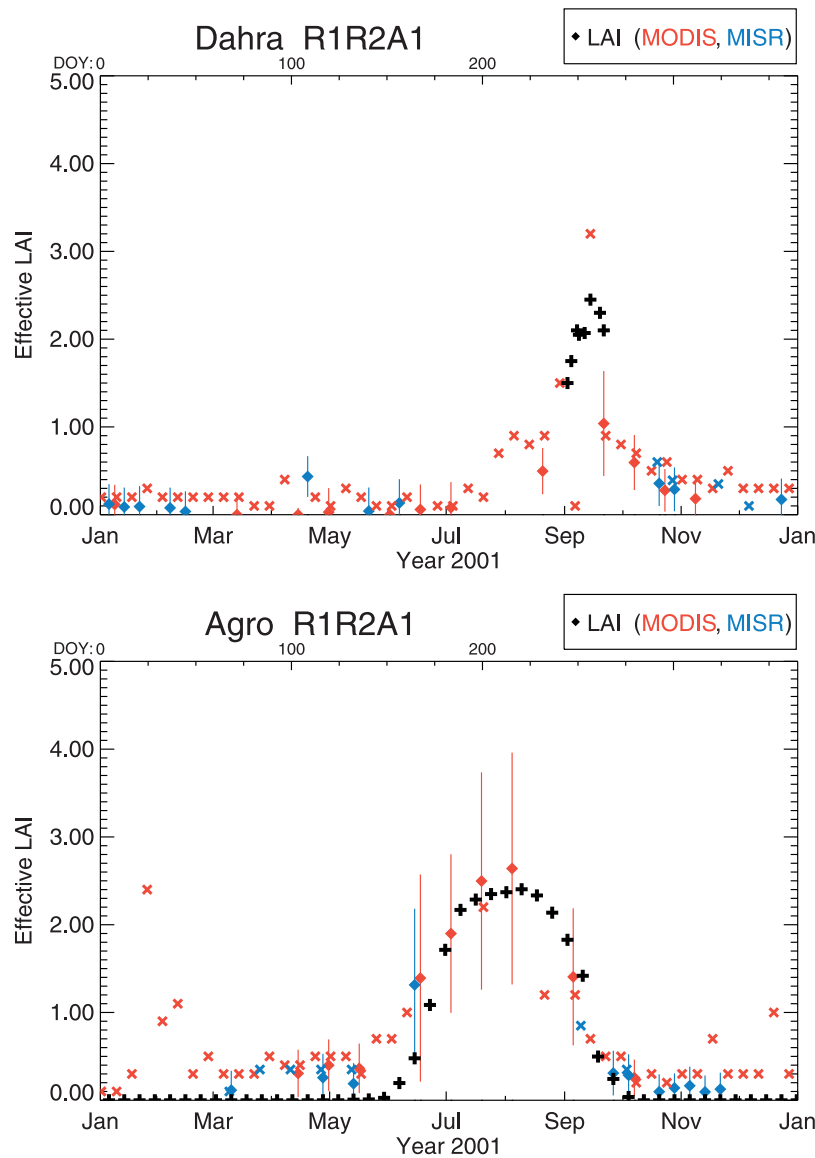 Dahra R1R2A1
◆ LAI (MODIS, MISR)
DOY: 0 100 200
5.00
4.00
3.00
2.00
1.00
0.00
Effective LAI
Jan Mar May Jul Sep Nov Jan
Year 2001
Agro R1R2A1
◆ LAI (MODIS, MISR)
DOY: 0 100 200
5.00
4.00
3.00
2.00
1.00
0.00
Effective LAI
Jan Mar May Jul Sep Nov Jan
Year 2001